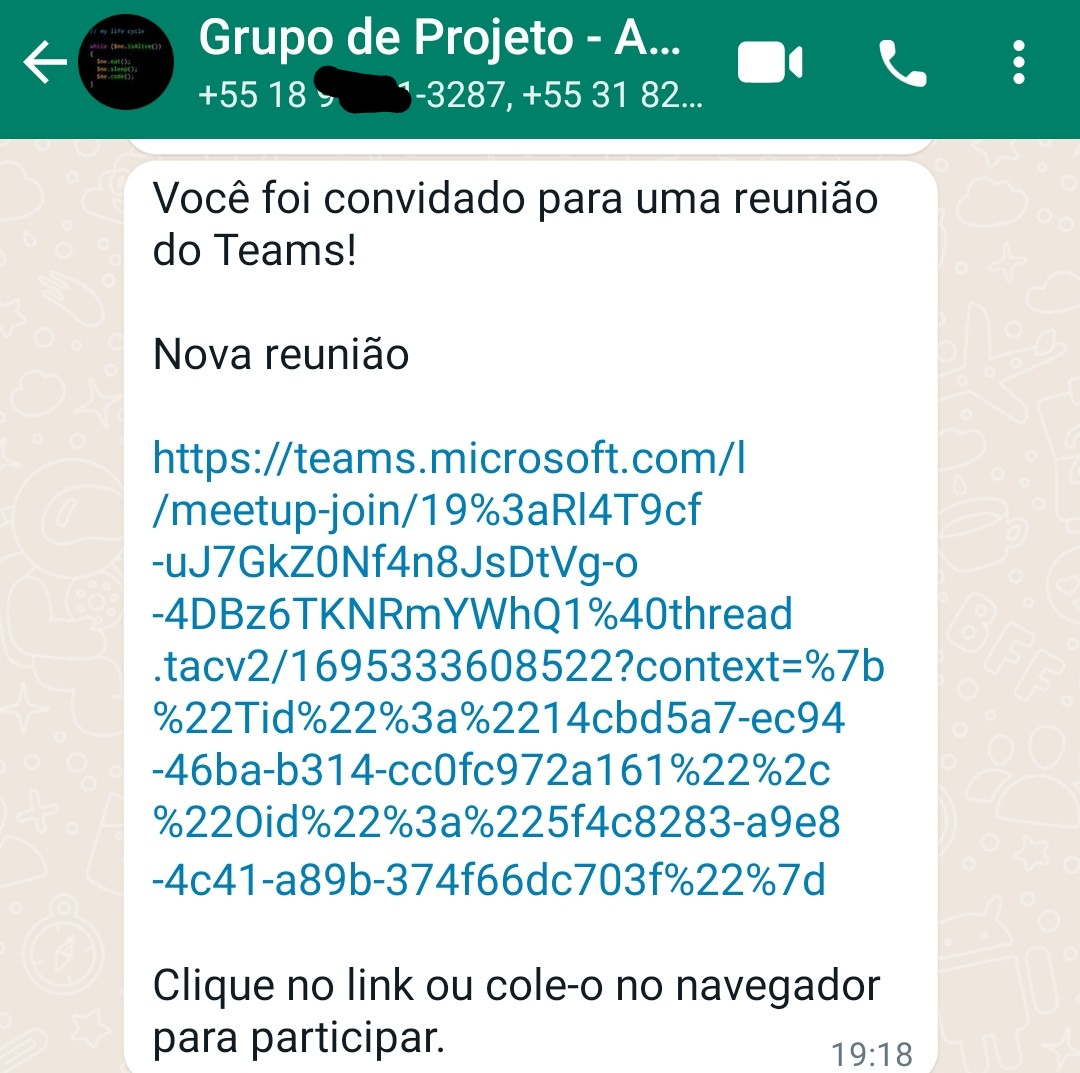 // my life cycle
while ($me.isAlive())
{
$me.eat();
$me.sleep();
$me.code();
}
Grupo de Projeto - A...
+55 18 9 1-3287, +55 31 82...
Você foi convidado para uma reunião
do Teams!
Nova reunião
https://teams.microsoft.com/l
/meetup-join/19%3aRl4T9cf
-uJ7GkZ0Nf4n8JsDtVg-o
-4DBz6TKNRmYWhQ1%40thread
.tacv2/1695333608522?context=%7b
%22Tid%22%3a%2214cbd5a7-ec94
-46ba-b314-cc0fc972a161%22%2c
%22Oid%22%3a%225f4c8283-a9e8
-4c41-a89b-374f66dc703f%22%7d
Clique no link ou cole-o no navegador
para participar.
19:18